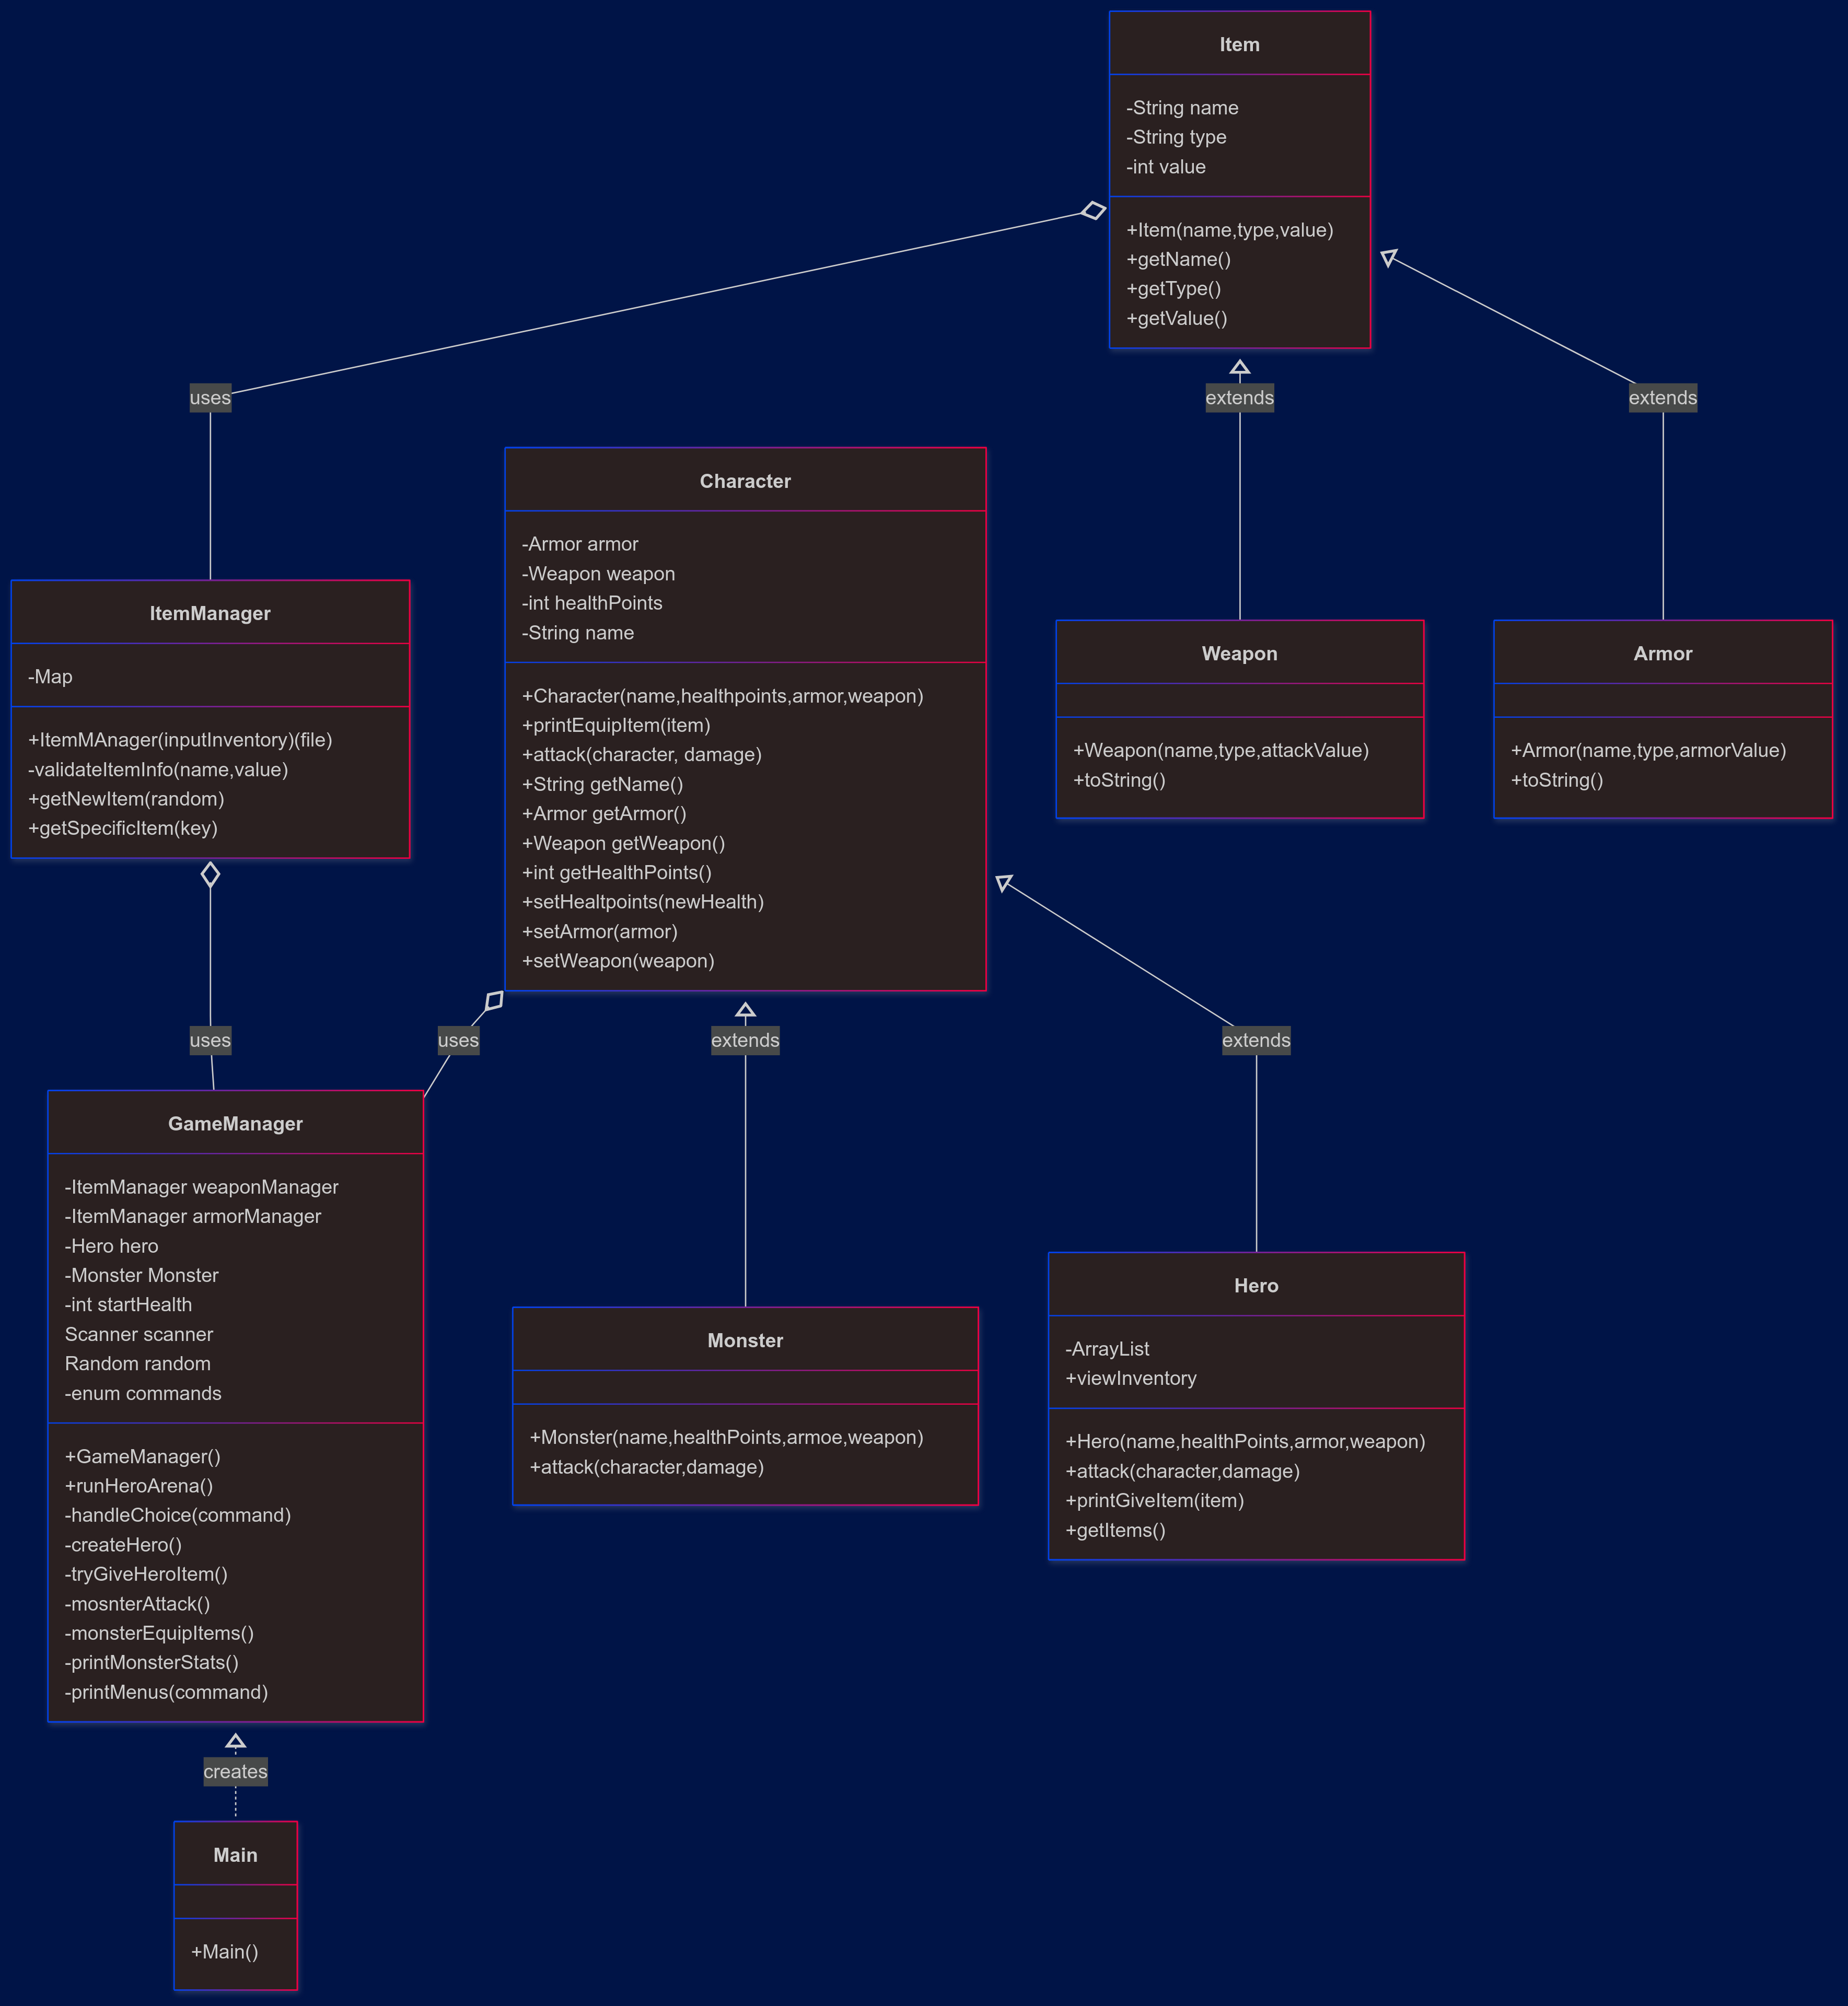 Item
-String name
-String type
-int value
+Item(name,type,value)
+getName()
+getType()
+getValue()
uses
extends
extends
Character
-Armor armor
-Weapon weapon
-int healthPoints
-String name
+Character(name,healthpoints,armor,weapon)
+printEquipItem(item)
+attack(character, damage)
+String getName()
+Armor getArmor()
+Weapon getWeapon()
+int getHealthPoints()
+setHealtpoints(newHealth)
+setArmor(armor)
+setWeapon(weapon)
ItemManager
-Map
+ItemMAnager(inputInventory)(file)
-validateItemInfo(name,value)
+getNewItem(random)
+getSpecificItem(key)
Weapon
+Weapon(name,type,attackValue)
+toString()
Armor
+Armor(name,type,armorValue)
+toString()
uses
uses
extends
extends
GameManager
-ItemManager weaponManager
-ItemManager armorManager
-Hero hero
-Monster Monster
-int startHealth
Scanner scanner
Random random
-enum commands
+GameManager()
+runHeroArena()
-handleChoice(command)
-createHero()
-tryGiveHeroItem()
-mosnterAttack()
-monsterEquipItems()
-printMonsterStats()
-printMenus(command)
Monster
+Monster(name,healthPoints,armoe,weapon)
+attack(character,damage)
Hero
-ArrayList
+viewInventory
+Hero(name,healthPoints,armor,weapon)
+attack(character,damage)
+printGiveItem(item)
+getItems()
creates
Main
+Main()